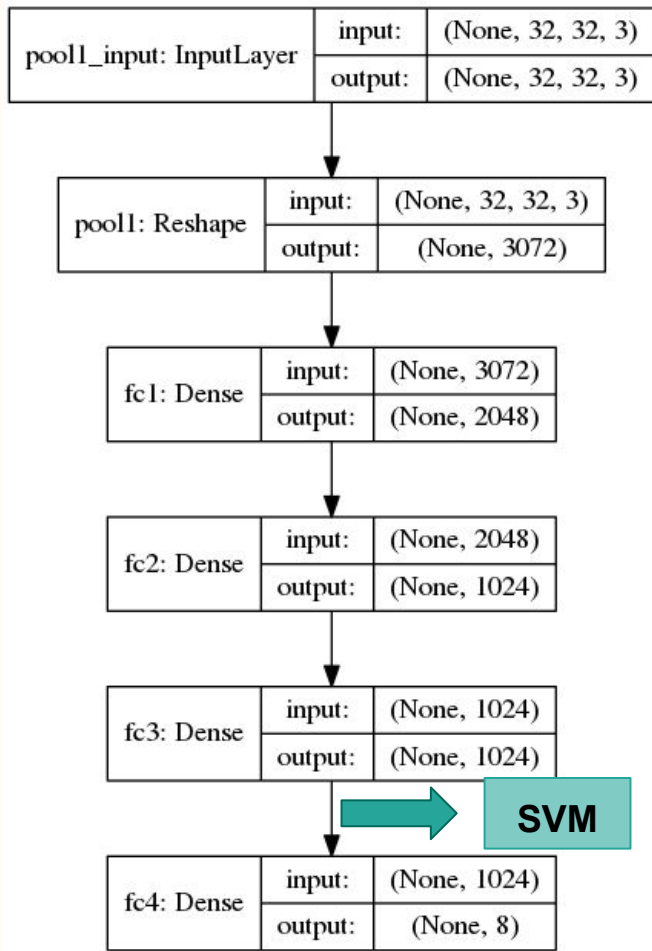 pool1_input: InputLayer
input: (None, 32, 32, 3)
output: (None, 32, 32, 3)
pool1: Reshape
input: (None, 32, 32, 3)
output: (None, 3072)
fc1: Dense
input: (None, 3072)
output: (None, 2048)
fc2: Dense
input: (None, 2048)
output: (None, 1024)
fc3: Dense
input: (None, 1024)
output: (None, 1024)
SVM
fc4: Dense
input: (None, 1024)
output: (None, 8)